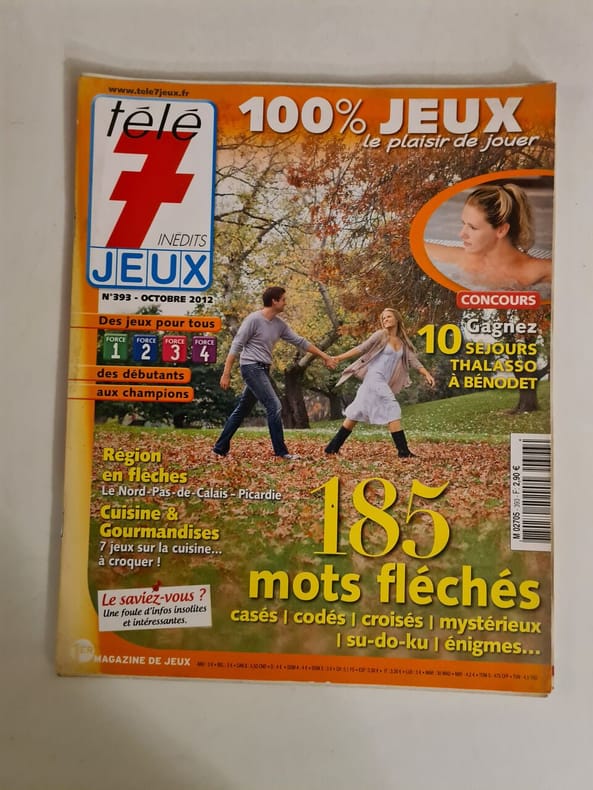 www.tele7jeux.fr
100% JEUX
le plaisir de jouer
télé
7
INÉDITS
JEUX
N°393 - OCTOBRE 2012
Des jeux pour tous
FORCE 1 FORCE 2 FORCE 3 FORCE 4
des débutants
aux champions
CONCOURS
Gagnez
10 SÉJOURS
THALASSO
À BÉNODET
Région
en flèches
Le Nord-Pas-de-Calais - Picardie
Cuisine &
Gourmandises
7 jeux sur la cuisine...
à croquer !
M 02705 - 393 - F: 2,90 €
185
mots fléchés
casés | codés | croisés | mystérieux
| su-do-ku | énigmes...
Le saviez-vous ?
Une foule d'infos insolites
et intéressantes.
1ER
MAGAZINE DE JEUX